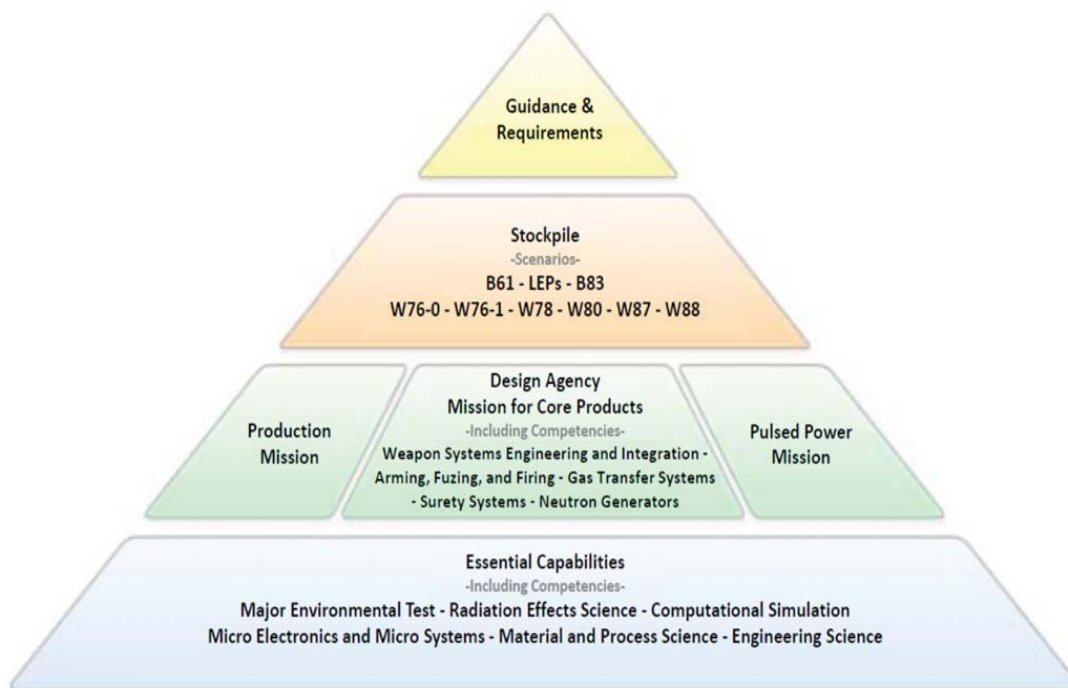 Guidance &
Requirements
Stockpile
-Scenarios-
B61 - LEPs - B83
W76-0 - W76-1 - W78 - W80 - W87 - W88
Production
Mission
Design Agency
Mission for Core Products
-Including Competencies-
Weapon Systems Engineering and Integration -
Arming, Fuzing, and Firing - Gas Transfer Systems
- Surety Systems - Neutron Generators
Pulsed Power
Mission
Essential Capabilities
-Including Competencies-
Major Environmental Test - Radiation Effects Science - Computational Simulation
Micro Electronics and Micro Systems - Material and Process Science - Engineering Science